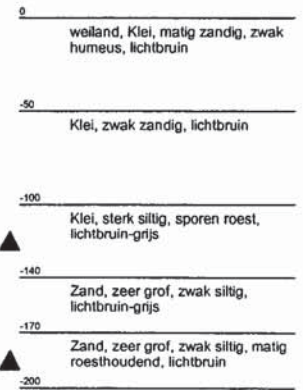 0
weiland, Klei, matig zandig, zwak
humeus, lichtbruin
-50
Klei, zwak zandig, lichtbruin
-100
Klei, sterk siltig, sporen roest,
lichtbruin-grijs
-140
Zand, zeer grof, zwak siltig,
lichtbruin-grijs
-170
Zand, zeer grof, zwak siltig, matig
roesthoudend, lichtbruin
-200